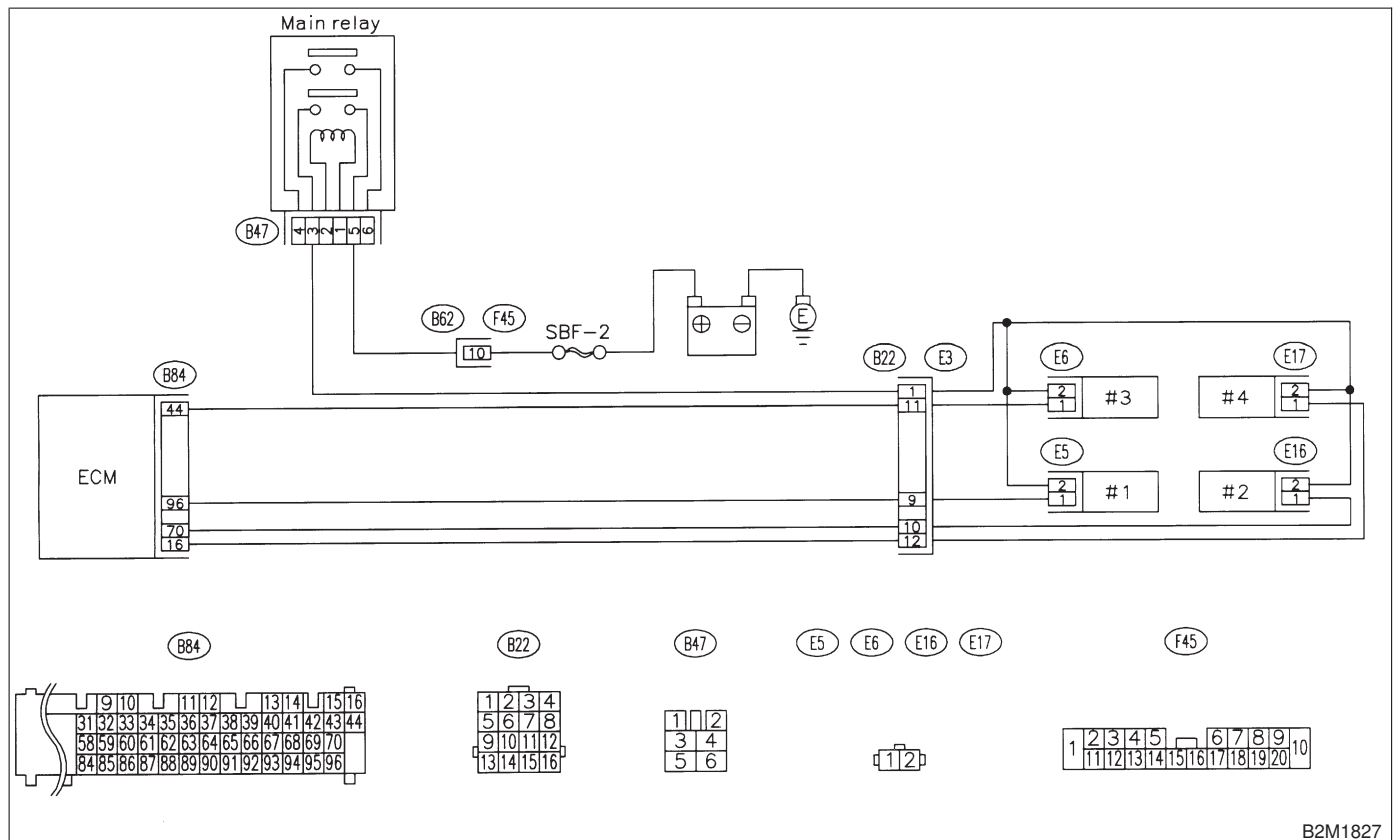 Main relay
B47
4 3 2 1 5 6
B62 F45 SBF-2
10
⊕ ⊖ E
B22 E3
B84
E6 E17
44
1
11
2
1
#3
#4
2
1
ECM
E5 E16
96
70
16
9
10
12
2
1
#1
#2
2
1
B84 B22 B47 E5 E6 E16 E17 F45
9 10 11 12 13 14 15 16
31 32 33 34 35 36 37 38 39 40 41 42 43 44
58 59 60 61 62 63 64 65 66 67 68 69 70
84 85 86 87 88 89 90 91 92 93 94 95 96
1 2 3 4
5 6 7 8
9 10 11 12
13 14 15 16
1 2
3 4
5 6
1 2
1 2 3 4 5 6 7 8 9 10
11 12 13 14 15 16 17 18 19 20
B2M1827